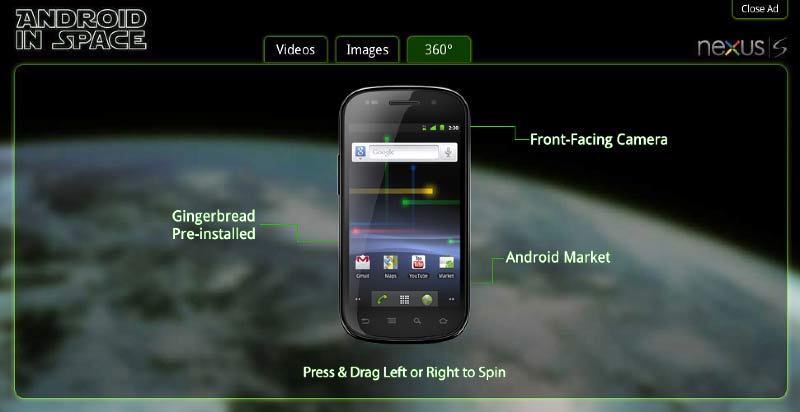 Close Ad
ANDROID
IN SPACE
Videos
Images
360°
nexus S
2:30
Front-Facing Camera
Google
Gingerbread
Pre-installed
Android Market
Gmail
Maps
YouTube
Market
Press & Drag Left or Right to Spin